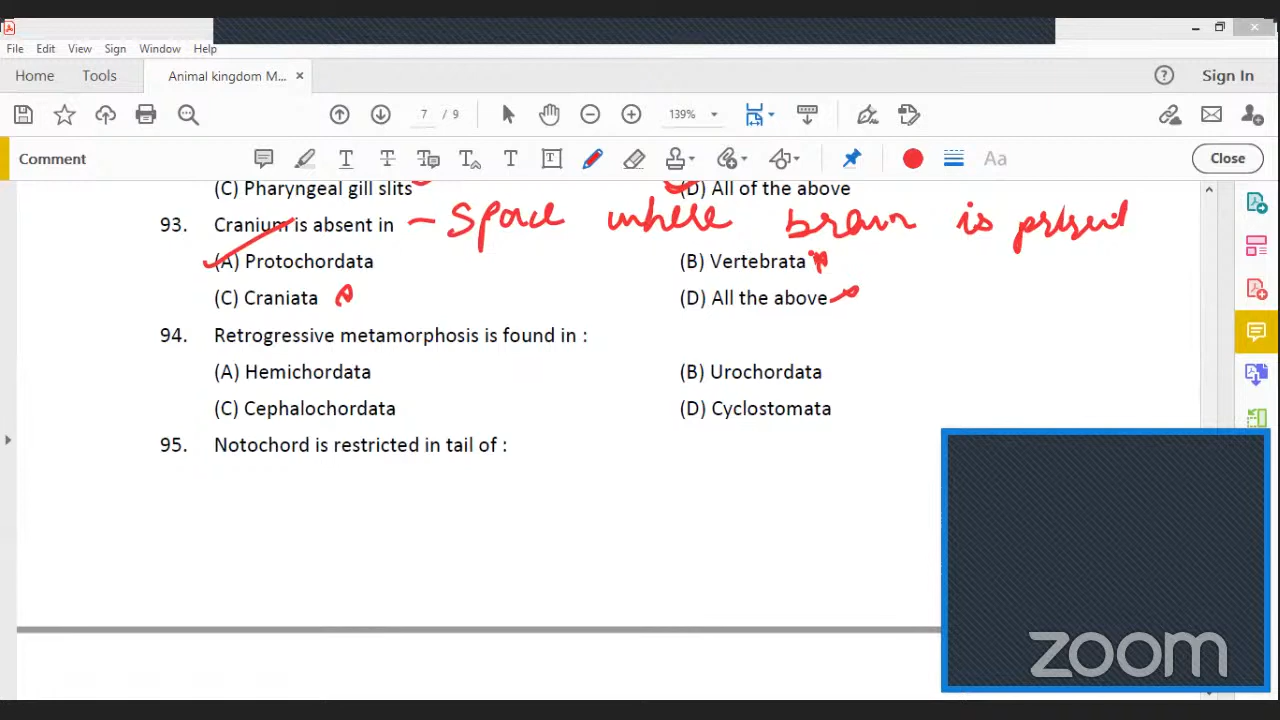 File Edit View Sign Window Help
Home Tools Animal kingdom M... × Sign In
7 / 9 139%
Comment Close
(C) Pharyngeal gill slits (D) All of the above
93. Cranium is absent in – Space where brain is present
(A) Protochordata (B) Vertebrata
(C) Craniata (D) All the above
94. Retrogressive metamorphosis is found in :
(A) Hemichordata (B) Urochordata
(C) Cephalochordata (D) Cyclostomata
95. Notochord is restricted in tail of :
zoom